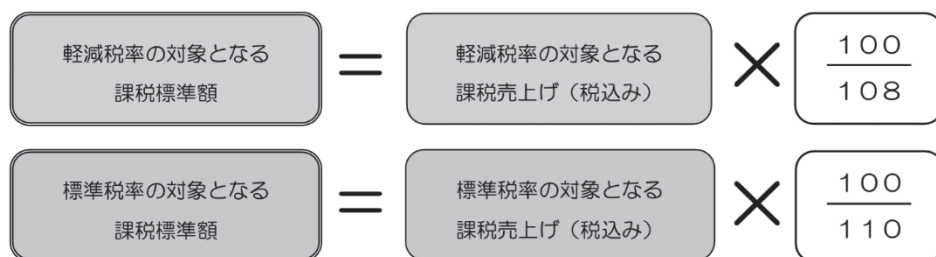 軽減税率の対象となる
課税標準額
=
軽減税率の対象となる
課税売上げ（税込み）
×
100
108
標準税率の対象となる
課税標準額
=
標準税率の対象となる
課税売上げ（税込み）
×
100
110